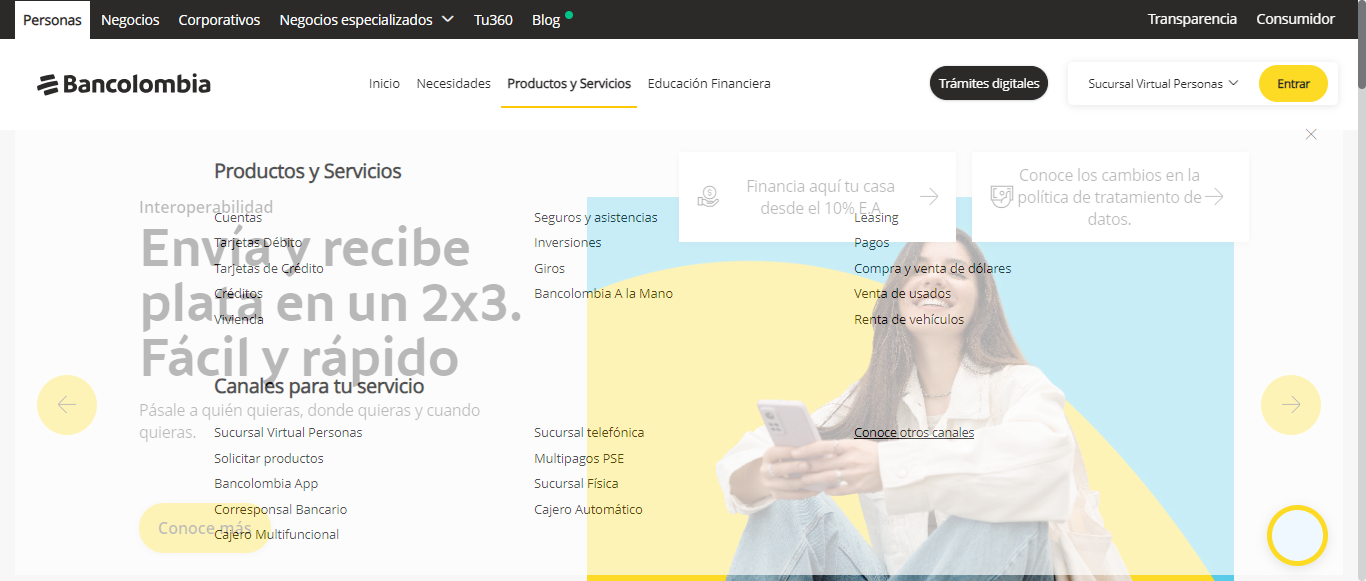 Personas Negocios Corporativos Negocios especializados Tu360 Blog Transparencia Consumidor
Bancolombia Inicio Necesidades Productos y Servicios Educación Financiera Trámites digitales Sucursal Virtual Personas Entrar
Productos y Servicios
Cuentas
Tarjetas Débito
Tarjetas de Crédito
Créditos
Vivienda
Seguros y asistencias
Inversiones
Giros
Bancolombia A la Mano
Leasing
Pagos
Compra y venta de dólares
Venta de usados
Renta de vehículos
Canales para tu servicio
Sucursal Virtual Personas
Solicitar productos
Bancolombia App
Corresponsal Bancario
Cajero Multifuncional
Sucursal telefónica
Multipagos PSE
Sucursal Física
Cajero Automático
Conoce otros canales
Financia aquí tu casa
desde el 10% E.A.
Conoce los cambios en la
política de tratamiento de
datos.
Interoperabilidad
Envía y recibe
plata en un 2x3.
Fácil y rápido
Pásale a quién quieras, donde quieras y cuando
quieras.
Conoce más